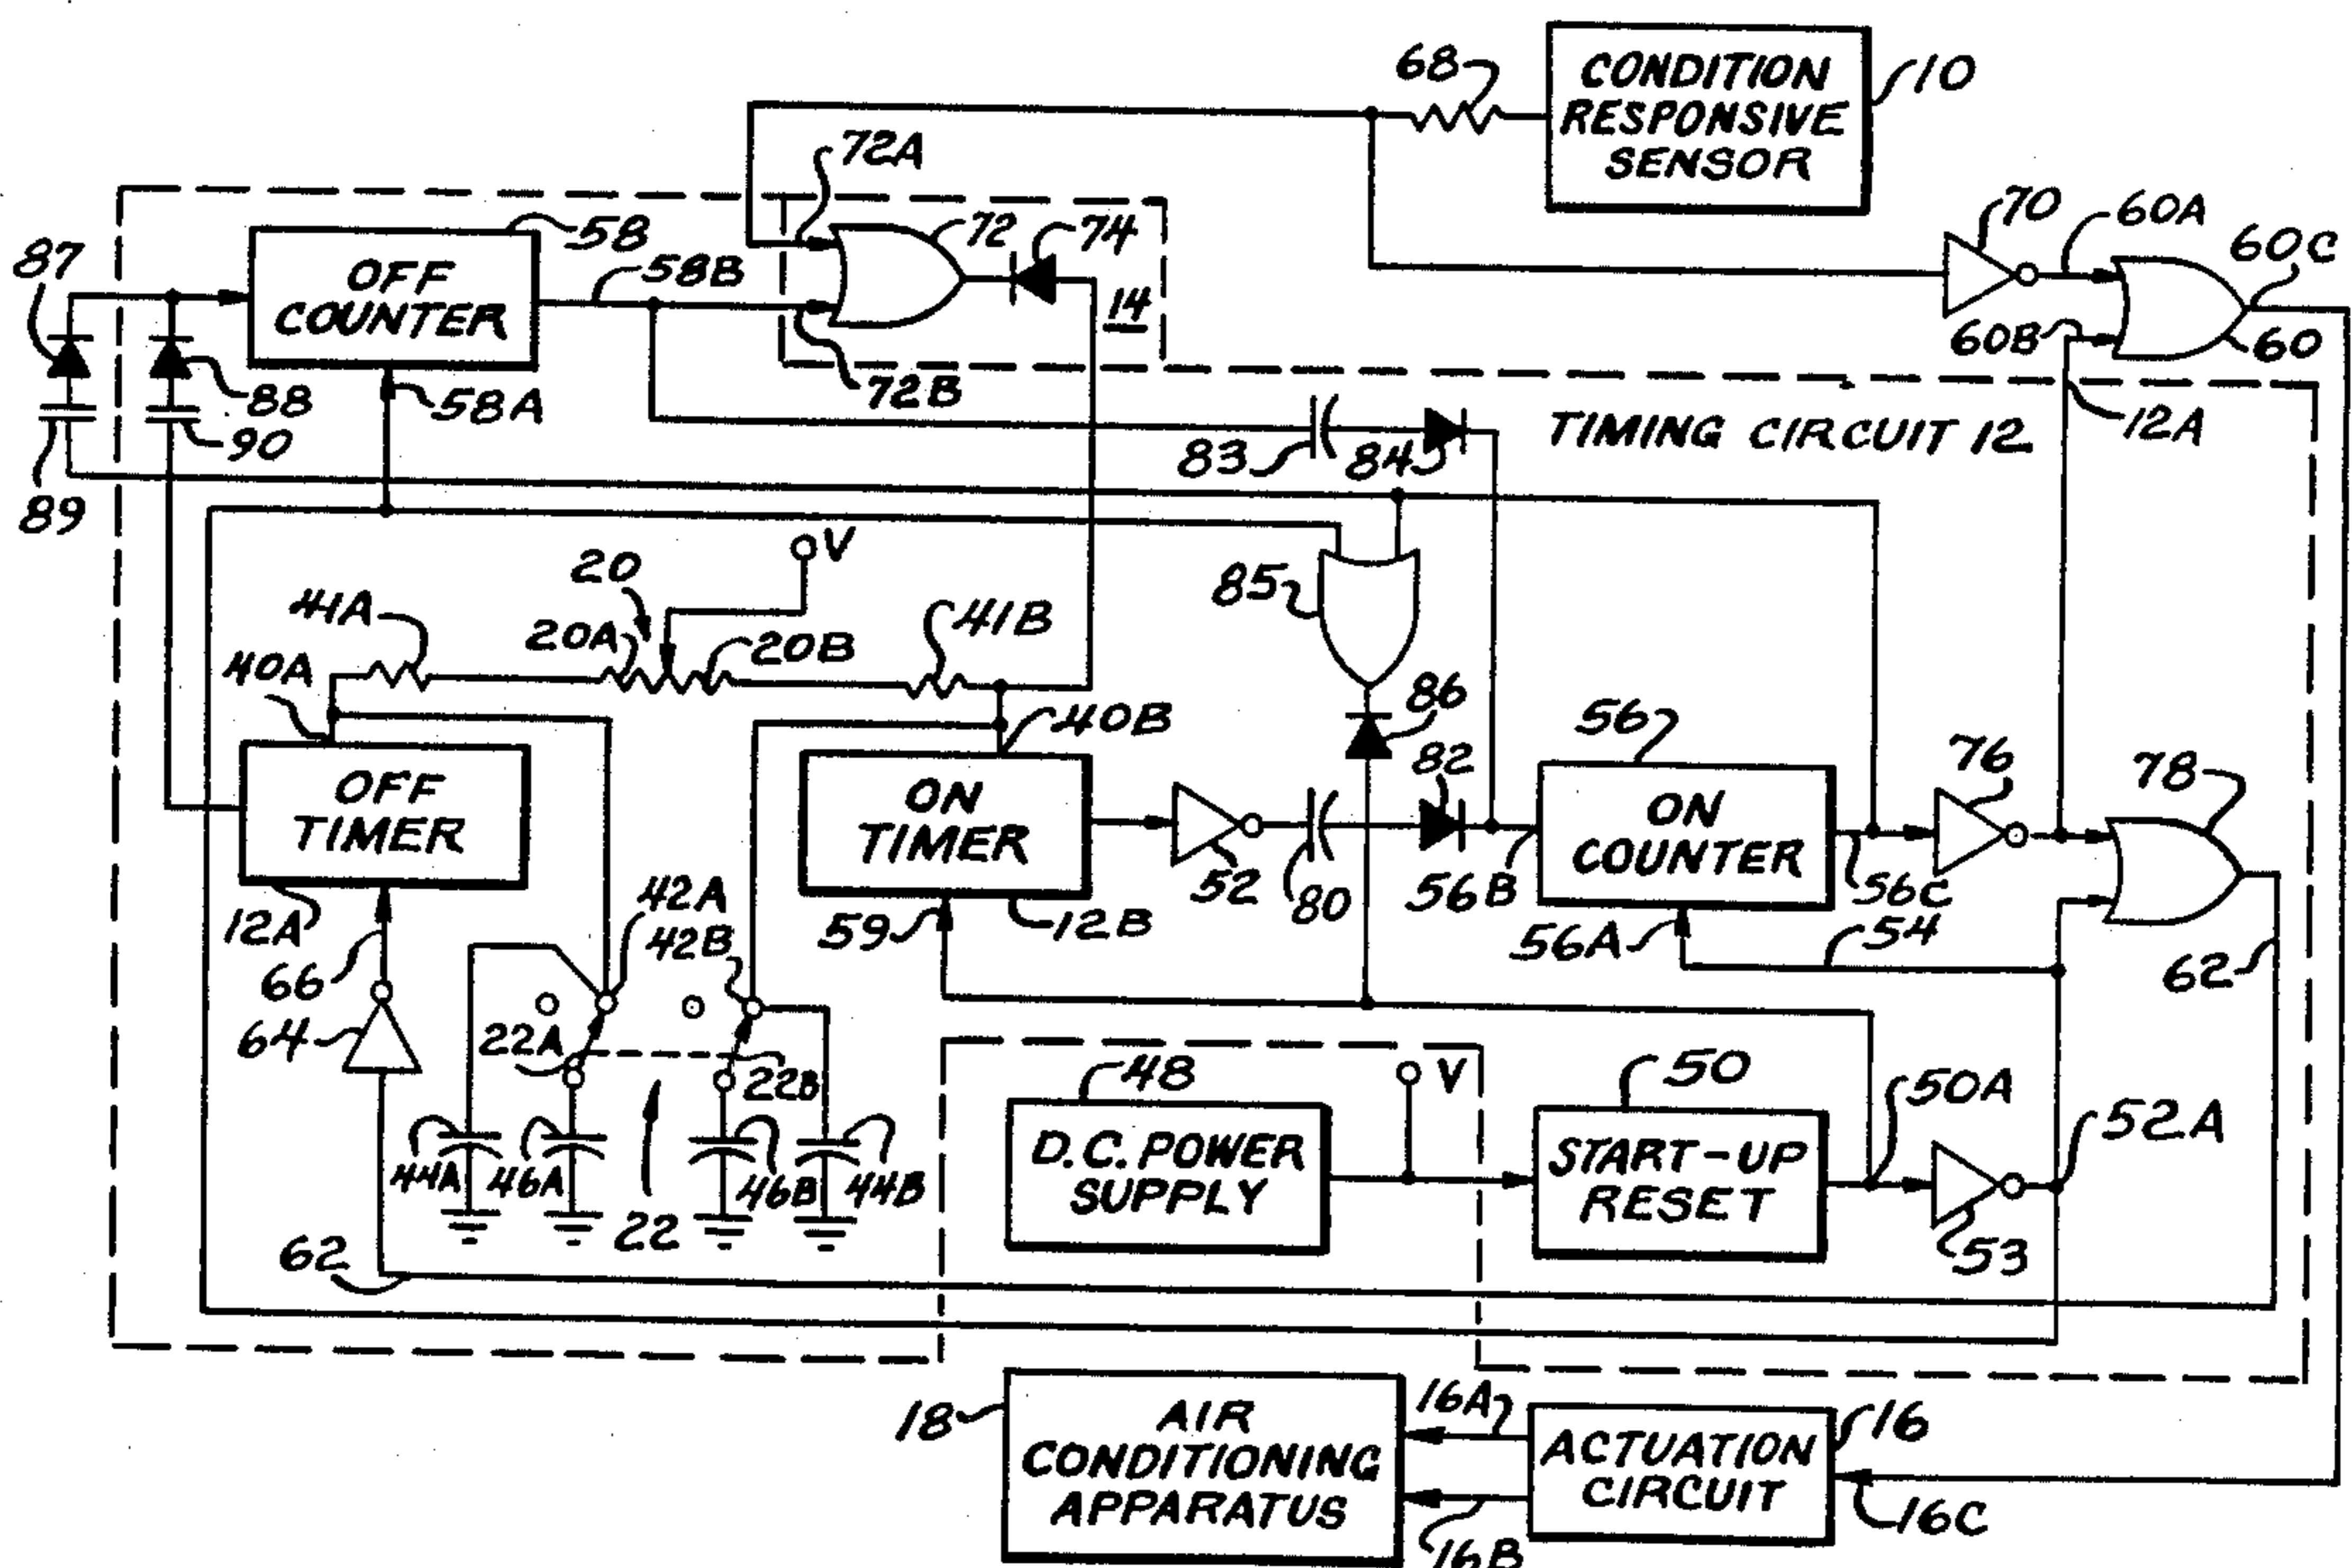 CONDITION
RESPONSIVE
SENSOR
10
68
72A
70
60A
60C
87
OFF
COUNTER
58
58B
72
74
14
60B
60
88
90
58A
72B
83
84
TIMING CIRCUIT 12
12A
89
V
20
41A
20A
20B
41B
85
40A
86
40B
56
82
76
78
OFF
TIMER
ON
TIMER
ON
COUNTER
52
80
56B
56C
42A
42B
12A
66
59
12B
56A
54
62
64
22A
22B
48
V
50
50A
52A
D.C. POWER
SUPPLY
START-UP
RESET
44A
46A
46B
44B
22
53
62
18
AIR
CONDITIONING
APPARATUS
16A
16
ACTUATION
CIRCUIT
16B
16C